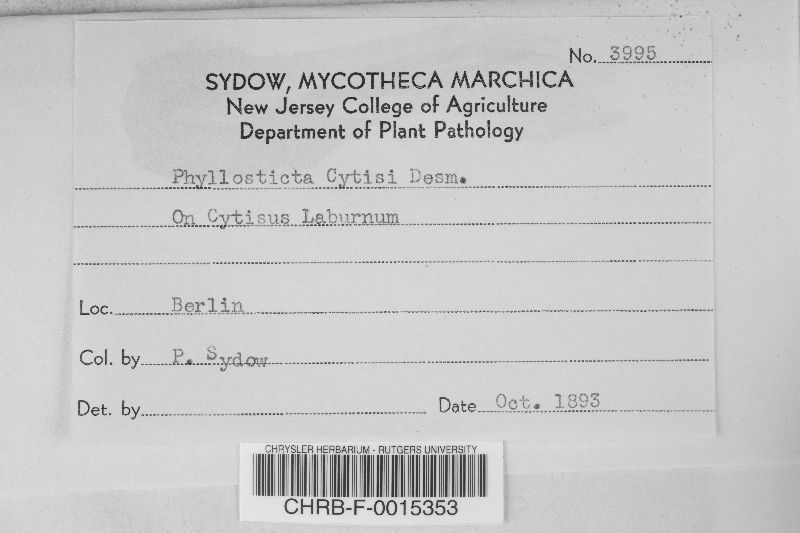 No. 3995
SYDOW, MYCOTHECA MARCHICA
New Jersey College of Agriculture
Department of Plant Pathology
Phyllosticta Cytisi Desm.
On Cytisus Laburnum
Loc. Berlin
Col. by P. Sydow
Det. by
Date Oct. 1893
CHRYSLER HERBARIUM - RUTGERS UNIVERSITY
CHRB-F-0015353